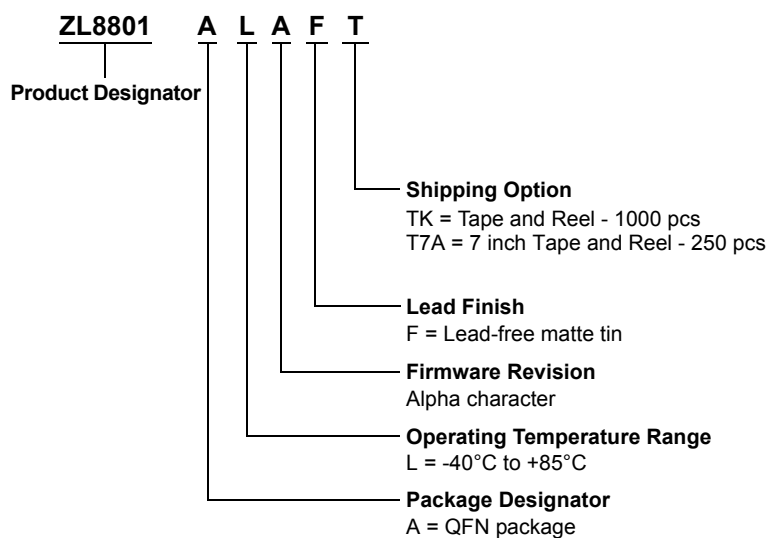 ZL8801 A L A F T
Product Designator
Shipping Option
TK = Tape and Reel - 1000 pcs
T7A = 7 inch Tape and Reel - 250 pcs
Lead Finish
F = Lead-free matte tin
Firmware Revision
Alpha character
Operating Temperature Range
L = -40°C to +85°C
Package Designator
A = QFN package